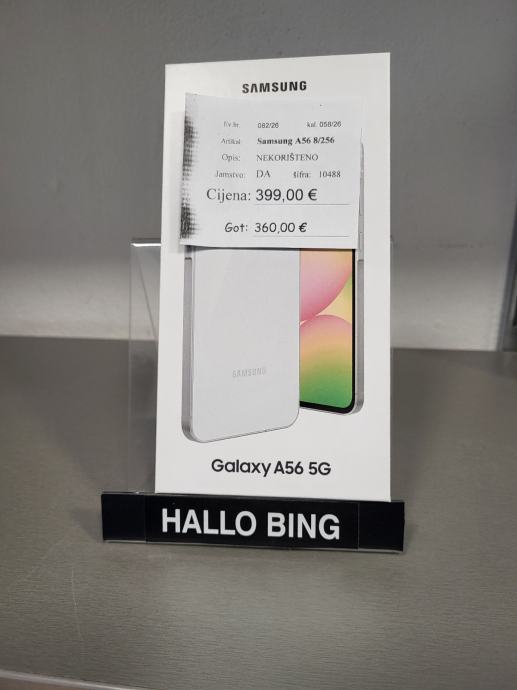 SAMSUNG
Ev.br. 082/26 kal. 058/26
Artikal: Samsung A56 8/256
Opis: NEKORIŠTENO
Jamstvo: DA šifra: 10488
Cijena: 399,00 €
Got: 360,00 €
SAMSUNG
Galaxy A56 5G
HALLO BING